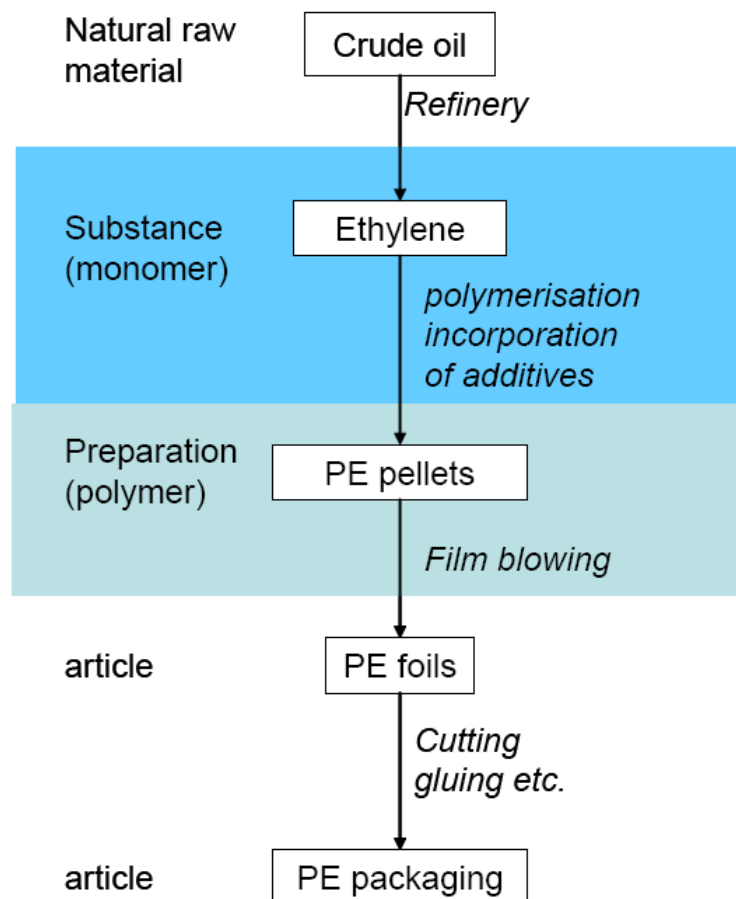 Natural raw
material
Crude oil
Refinery
Substance
(monomer)
Ethylene
polymerisation
incorporation
of additives
Preparation
(polymer)
PE pellets
Film blowing
article
PE foils
Cutting
gluing etc.
article
PE packaging